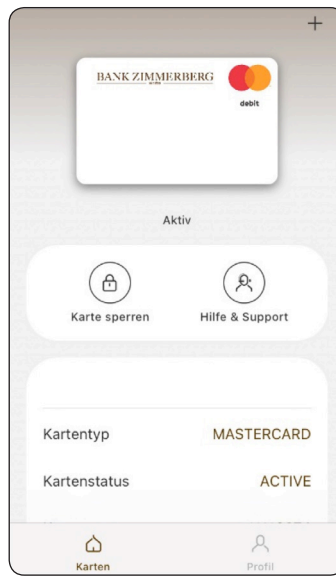 +
BANK ZIMMERBERG
debit
Aktiv
Karte sperren
Hilfe & Support
Kartentyp
MASTERCARD
Kartenstatus
ACTIVE
Karten
Profil